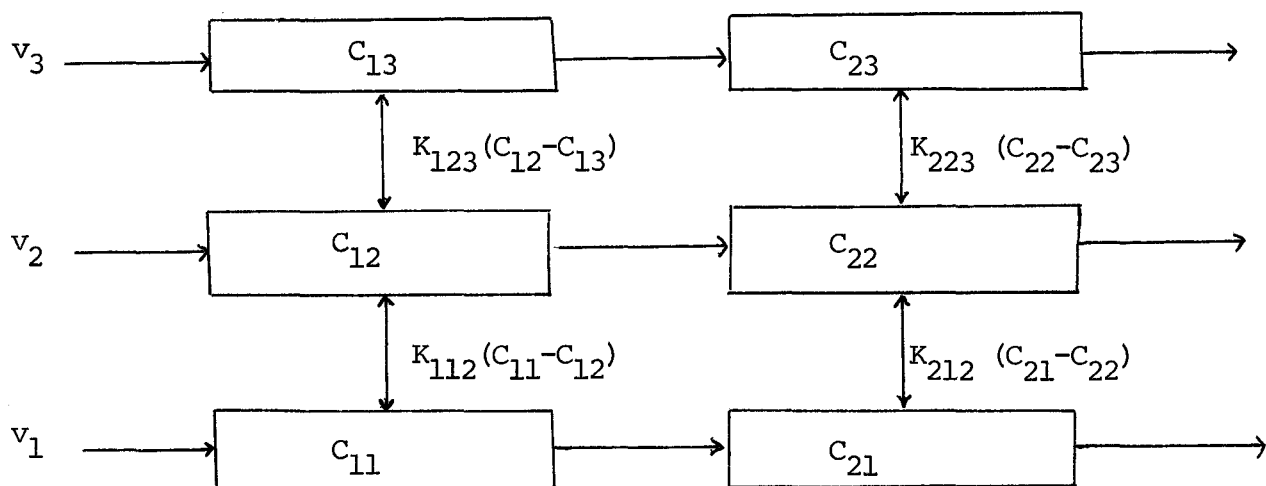 v₃ C₁₃ C₂₃
K₁₂₃(C₁₂-C₁₃) K₂₂₃ (C₂₂-C₂₃)
v₂ C₁₂ C₂₂
K₁₁₂(C₁₁-C₁₂) K₂₁₂ (C₂₁-C₂₂)
v₁ C₁₁ C₂₁